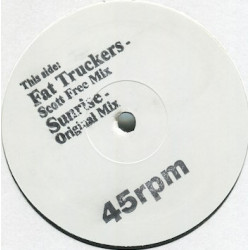 This side:
Fat Truckers -
Scott Free Mix
Sunrise -
Original Mix
45rpm